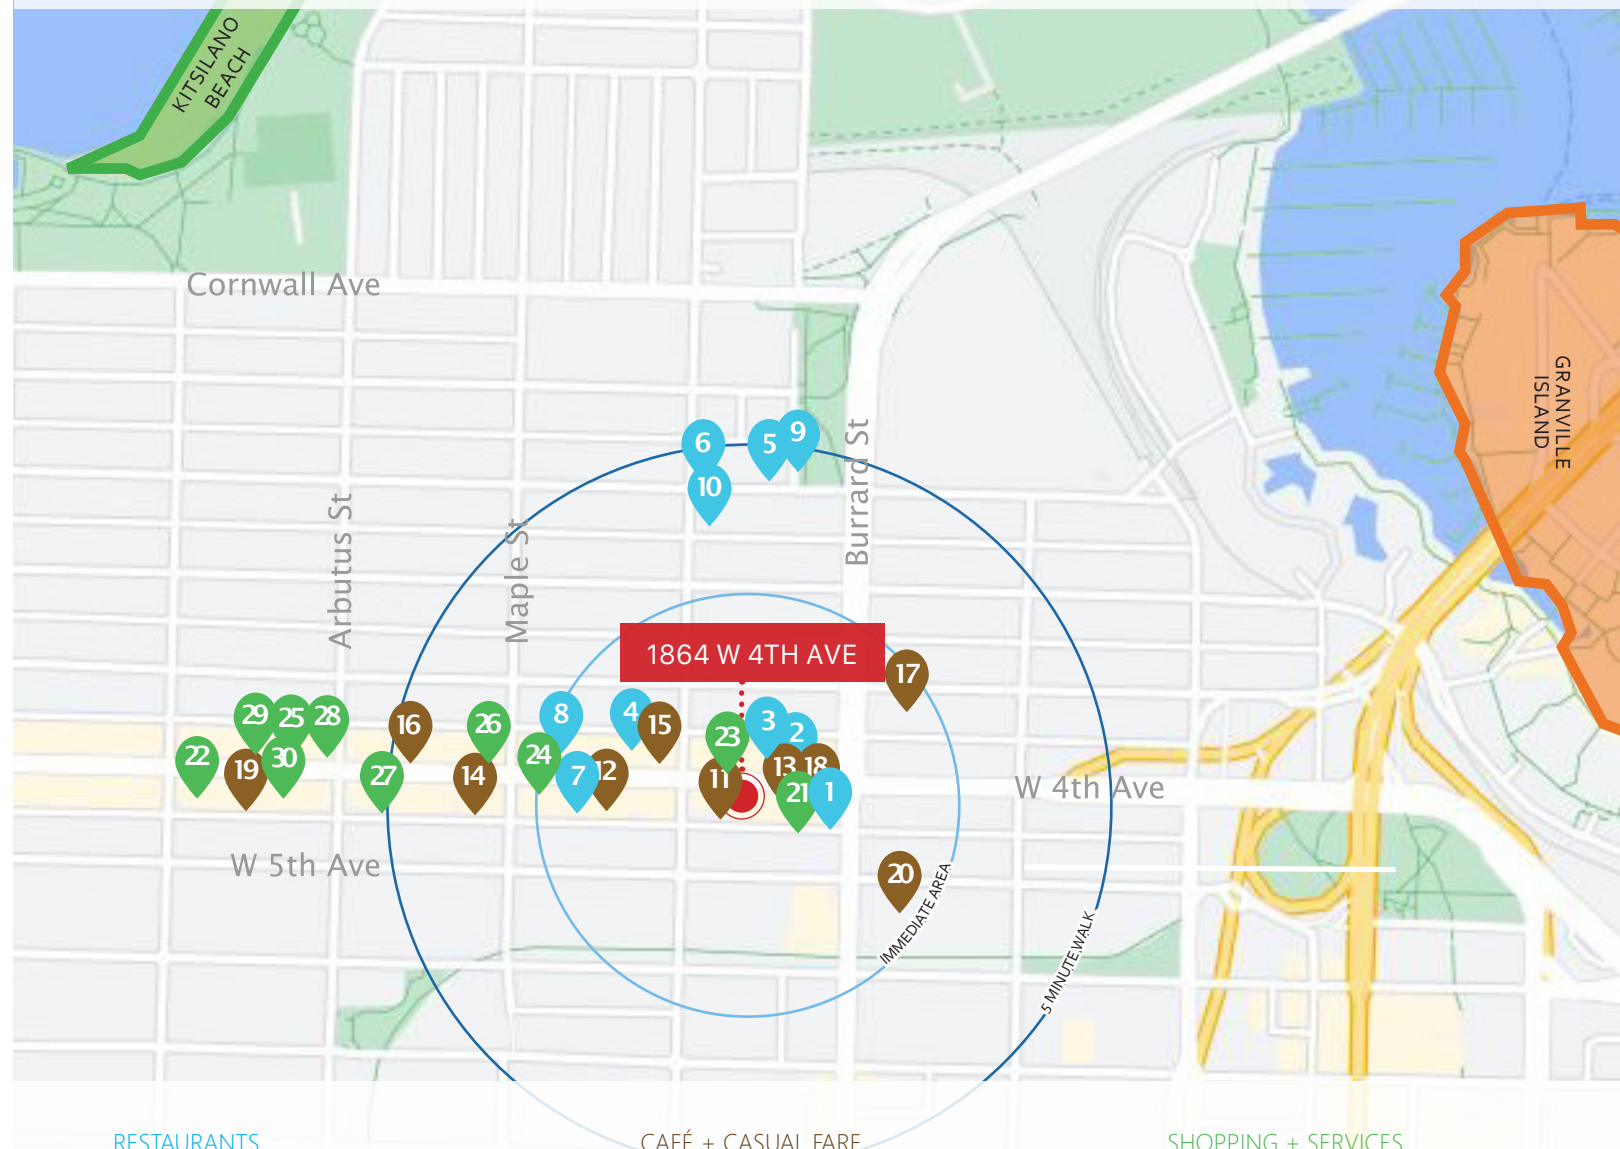 KITSILANO
BEACH
Cornwall Ave
GRANVILLE
ISLAND
6
5
9
10
Burrard St
Arbutus St
Maple St
1864 W 4TH AVE
17
29
25
28
16
26
8
4
15
23
3
2
22
19
30
27
14
24
7
12
11
13
18
21
1
W 4th Ave
W 5th Ave
20
IMMEDIATE AREA
5 MINUTE WALK
RESTAURANTS
CAFÉ + CASUAL FARE
SHOPPING + SERVICES